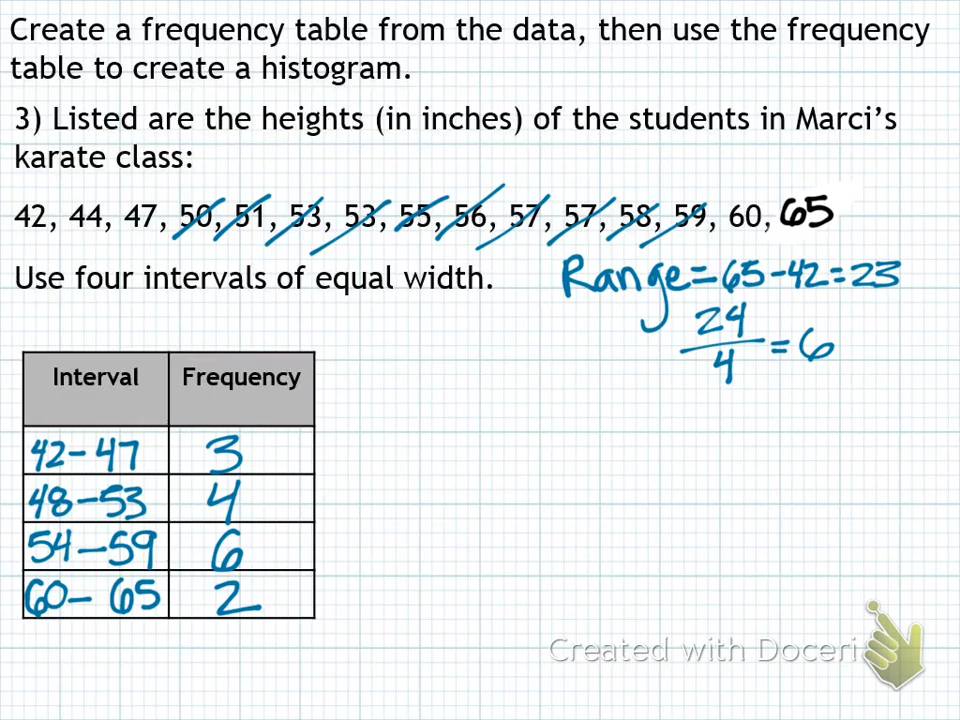 Create a frequency table from the data, then use the frequency
table to create a histogram.
3) Listed are the heights (in inches) of the students in Marci's
karate class:
42, 44, 47, 50, 51, 53, 53, 55, 56, 57, 57, 58, 59, 60, 65
Use four intervals of equal width.
Range=65-42=23
24/4=6
Interval Frequency
42-47 3
48-53 4
54-59 6
60-65 2
Created with Doceri